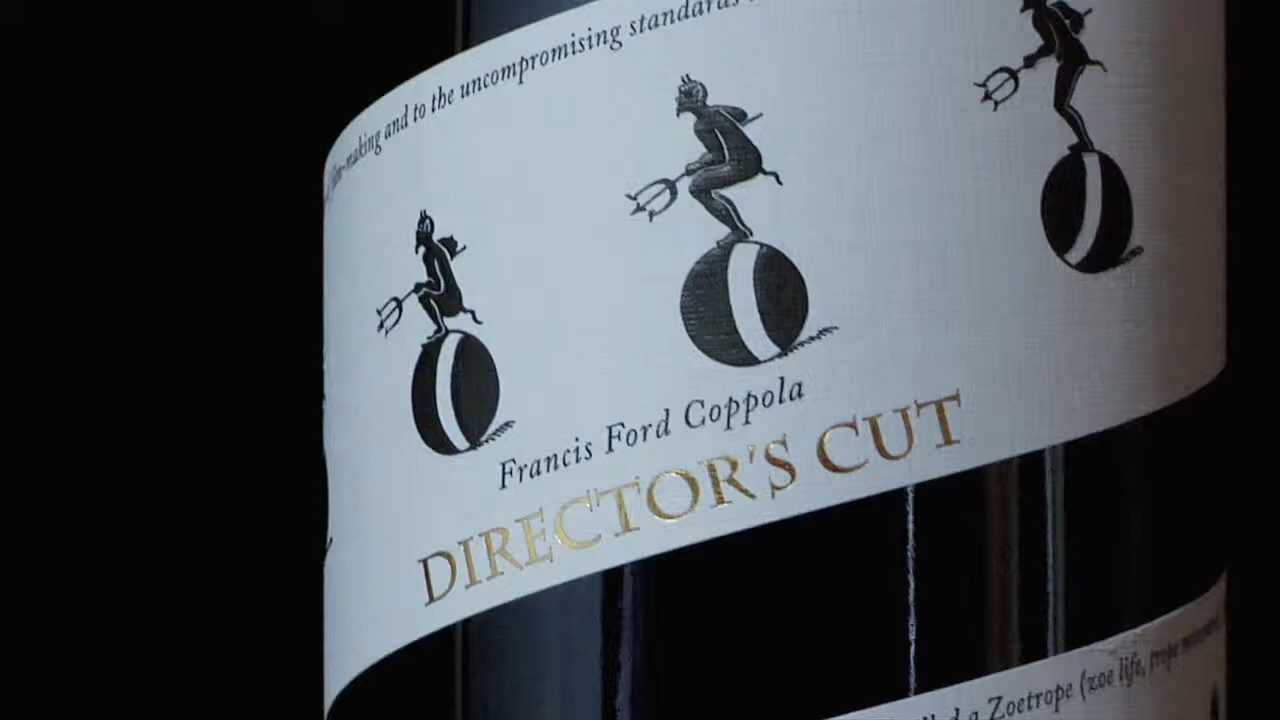 film-making and to the uncompromising standards
Francis Ford Coppola
DIRECTOR'S CUT
a Zoetrope (zoe life, trope